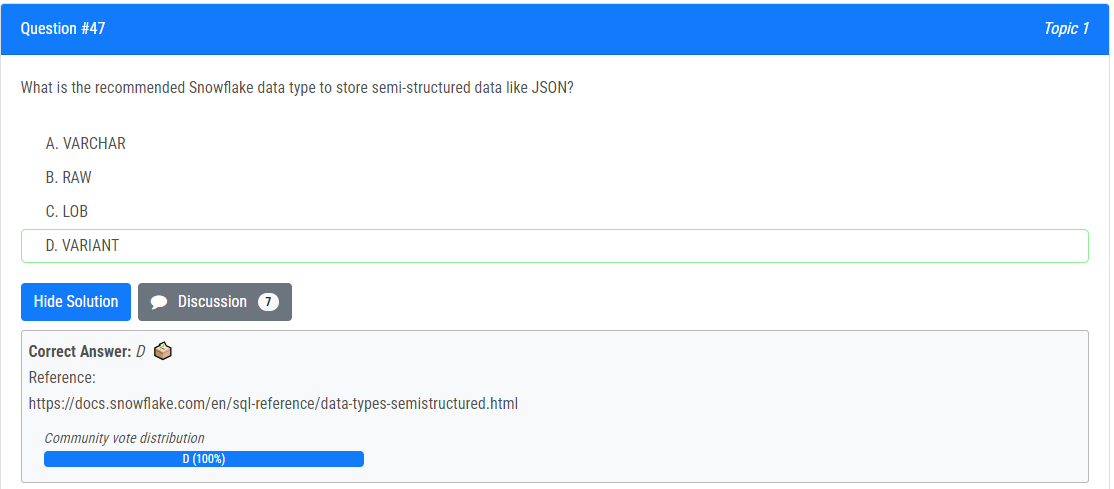 Question #47
Topic 1
What is the recommended Snowflake data type to store semi-structured data like JSON?
A. VARCHAR
B. RAW
C. LOB
D. VARIANT
Hide Solution
Discussion 7
Correct Answer: D
Reference:
https://docs.snowflake.com/en/sql-reference/data-types-semistructured.html
Community vote distribution
D (100%)